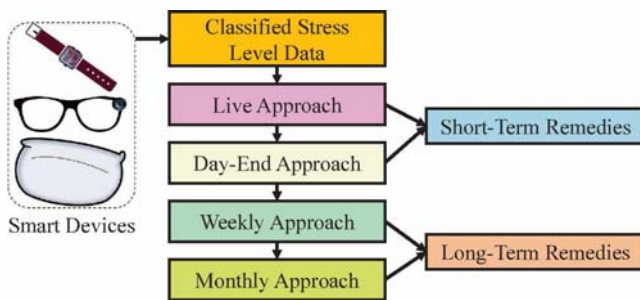 Classified Stress
Level Data
Live Approach
Short-Term Remedies
Day-End Approach
Smart Devices
Weekly Approach
Long-Term Remedies
Monthly Approach